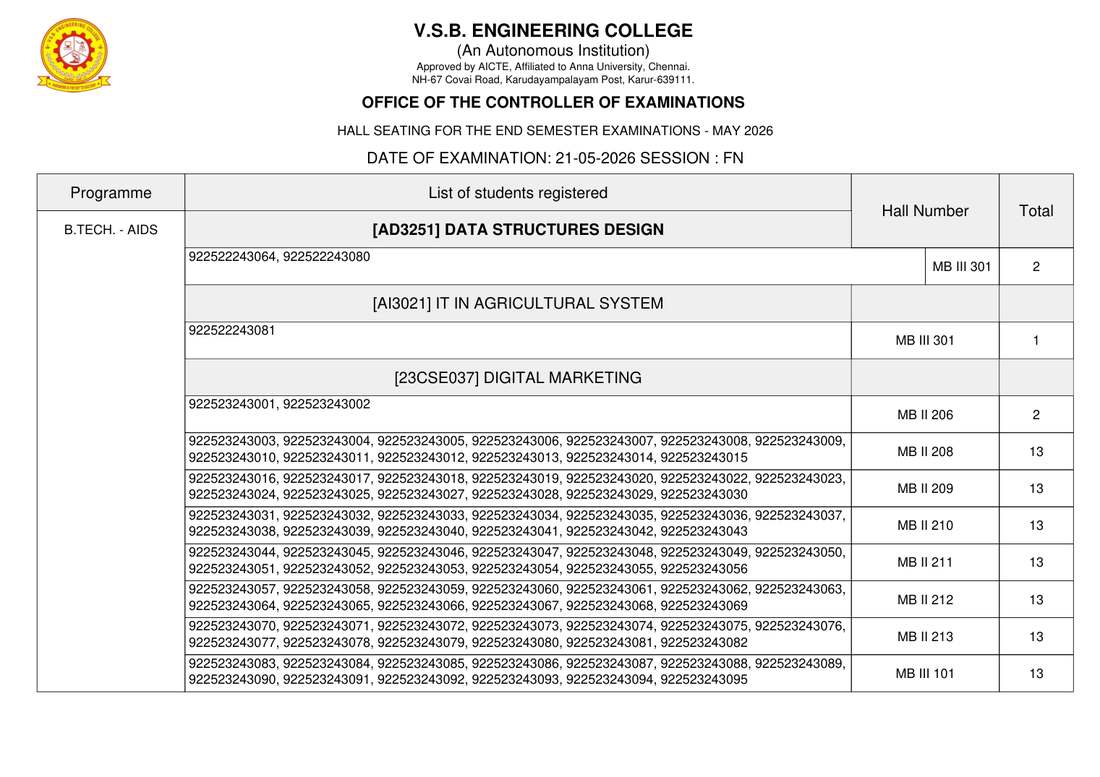 V.S.B. ENGINEERING COLLEGE
(An Autonomous Institution)
Approved by AICTE, Affiliated to Anna University, Chennai.
NH-67 Covai Road, Karudayampalayam Post, Karur-639111.
OFFICE OF THE CONTROLLER OF EXAMINATIONS
HALL SEATING FOR THE END SEMESTER EXAMINATIONS - MAY 2026
DATE OF EXAMINATION: 21-05-2026 SESSION : FN
Programme List of students registered Hall Number Total
B.TECH. - AIDS [AD3251] DATA STRUCTURES DESIGN
922522243064, 922522243080 MB III 301 2
[AI3021] IT IN AGRICULTURAL SYSTEM
922522243081 MB III 301 1
[23CSE037] DIGITAL MARKETING
922523243001, 922523243002 MB II 206 2
922523243003, 922523243004, 922523243005, 922523243006, 922523243007, 922523243008, 922523243009,
922523243010, 922523243011, 922523243012, 922523243013, 922523243014, 922523243015 MB II 208 13
922523243016, 922523243017, 922523243018, 922523243019, 922523243020, 922523243022, 922523243023,
922523243024, 922523243025, 922523243027, 922523243028, 922523243029, 922523243030 MB II 209 13
922523243031, 922523243032, 922523243033, 922523243034, 922523243035, 922523243036, 922523243037,
922523243038, 922523243039, 922523243040, 922523243041, 922523243042, 922523243043 MB II 210 13
922523243044, 922523243045, 922523243046, 922523243047, 922523243048, 922523243049, 922523243050,
922523243051, 922523243052, 922523243053, 922523243054, 922523243055, 922523243056 MB II 211 13
922523243057, 922523243058, 922523243059, 922523243060, 922523243061, 922523243062, 922523243063,
922523243064, 922523243065, 922523243066, 922523243067, 922523243068, 922523243069 MB II 212 13
922523243070, 922523243071, 922523243072, 922523243073, 922523243074, 922523243075, 922523243076,
922523243077, 922523243078, 922523243079, 922523243080, 922523243081, 922523243082 MB II 213 13
922523243083, 922523243084, 922523243085, 922523243086, 922523243087, 922523243088, 922523243089,
922523243090, 922523243091, 922523243092, 922523243093, 922523243094, 922523243095 MB III 101 13